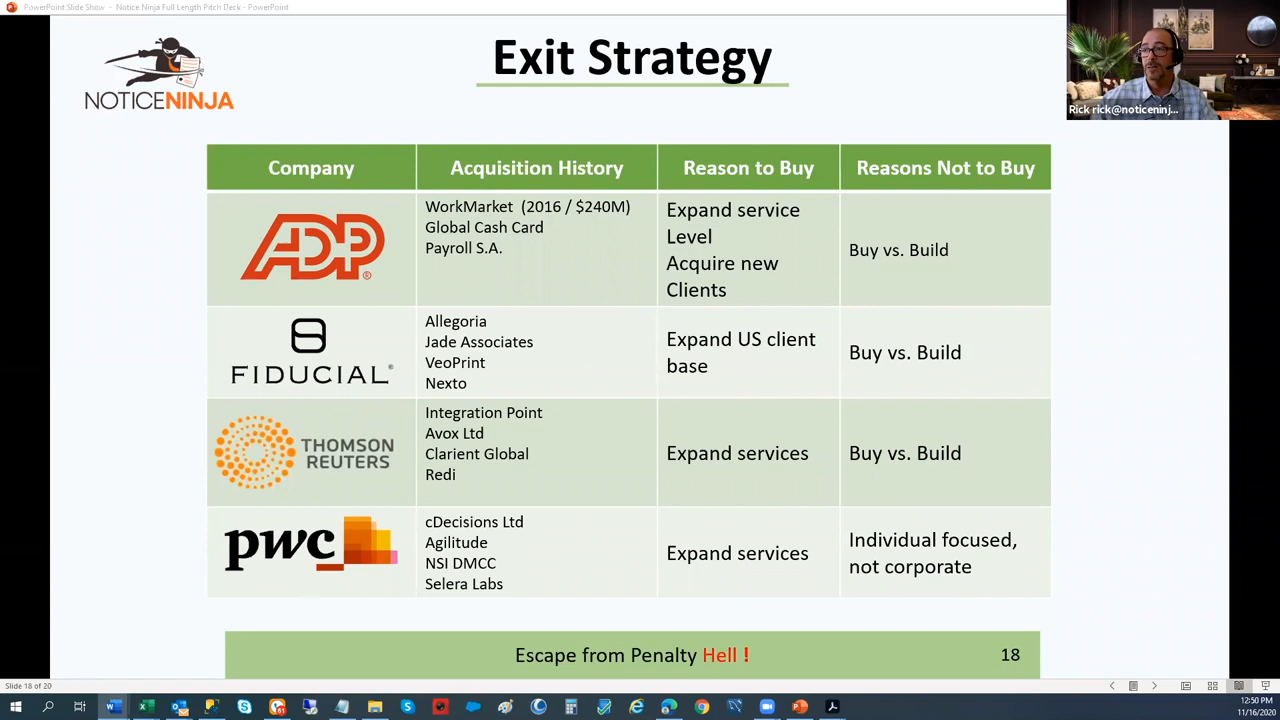 PowerPoint Slide Show - Notice Ninja Full Length Pitch Deck - PowerPoint
NOTICENINJA
Exit Strategy
Rick rick@noticeninj...
Company
Acquisition History
Reason to Buy
Reasons Not to Buy
ADP®
WorkMarket (2016 / $240M)
Global Cash Card
Payroll S.A.
Expand service
Level
Acquire new
Clients
Buy vs. Build
FIDUCIAL®
Allegoria
Jade Associates
VeoPrint
Nexto
Expand US client
base
Buy vs. Build
THOMSON
REUTERS
Integration Point
Avox Ltd
Clarient Global
Redi
Expand services
Buy vs. Build
pwc
cDecisions Ltd
Agilitude
NSI DMCC
Selera Labs
Expand services
Individual focused,
not corporate
Escape from Penalty Hell !
18
Slide 18 of 20
61
12:50 PM
11/16/2020